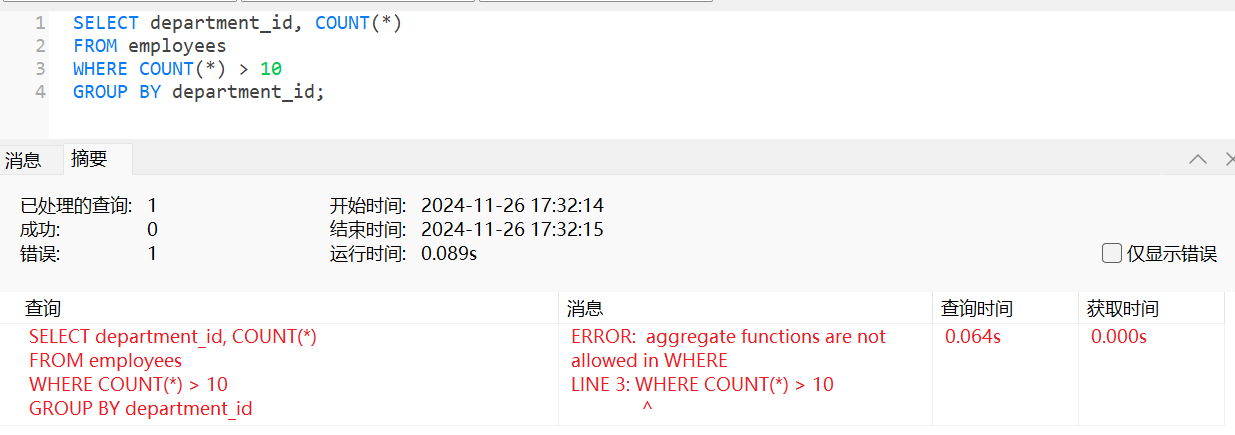 1 SELECT department_id, COUNT(*)
2 FROM employees
3 WHERE COUNT(*) > 10
4 GROUP BY department_id;
消息 摘要
已处理的查询: 1 开始时间: 2024-11-26 17:32:14
成功: 0 结束时间: 2024-11-26 17:32:15
错误: 1 运行时间: 0.089s 仅显示错误
查询 消息 查询时间 获取时间
SELECT department_id, COUNT(*) ERROR: aggregate functions are not 0.064s 0.000s
FROM employees allowed in WHERE
WHERE COUNT(*) > 10 LINE 3: WHERE COUNT(*) > 10
GROUP BY department_id ^